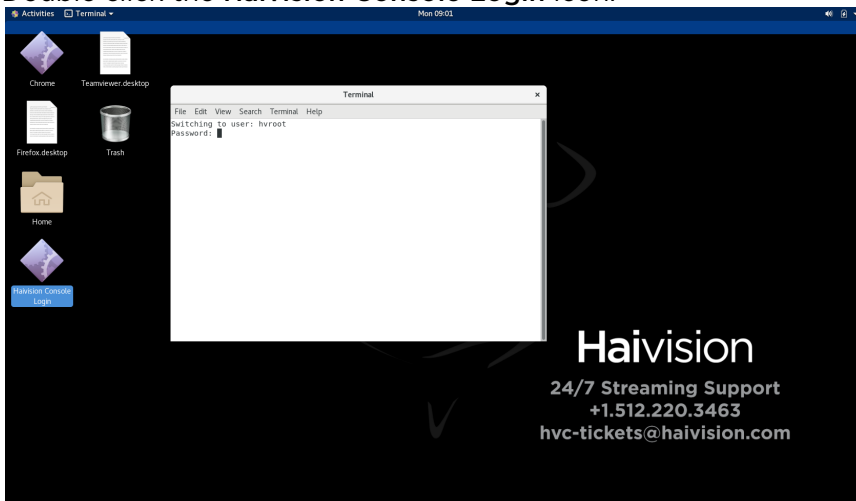 Double-click the Haivision Console Login icon.
Activities Terminal Mon 09:01
Chrome
Teamviewer.desktop
Firefox.desktop
Trash
Home
Haivision Console
Login
Terminal
File Edit View Search Terminal Help
Switching to user: hvroot
Password:
Haivision
24/7 Streaming Support
+1.512.220.3463
hvc-tickets@haivision.com